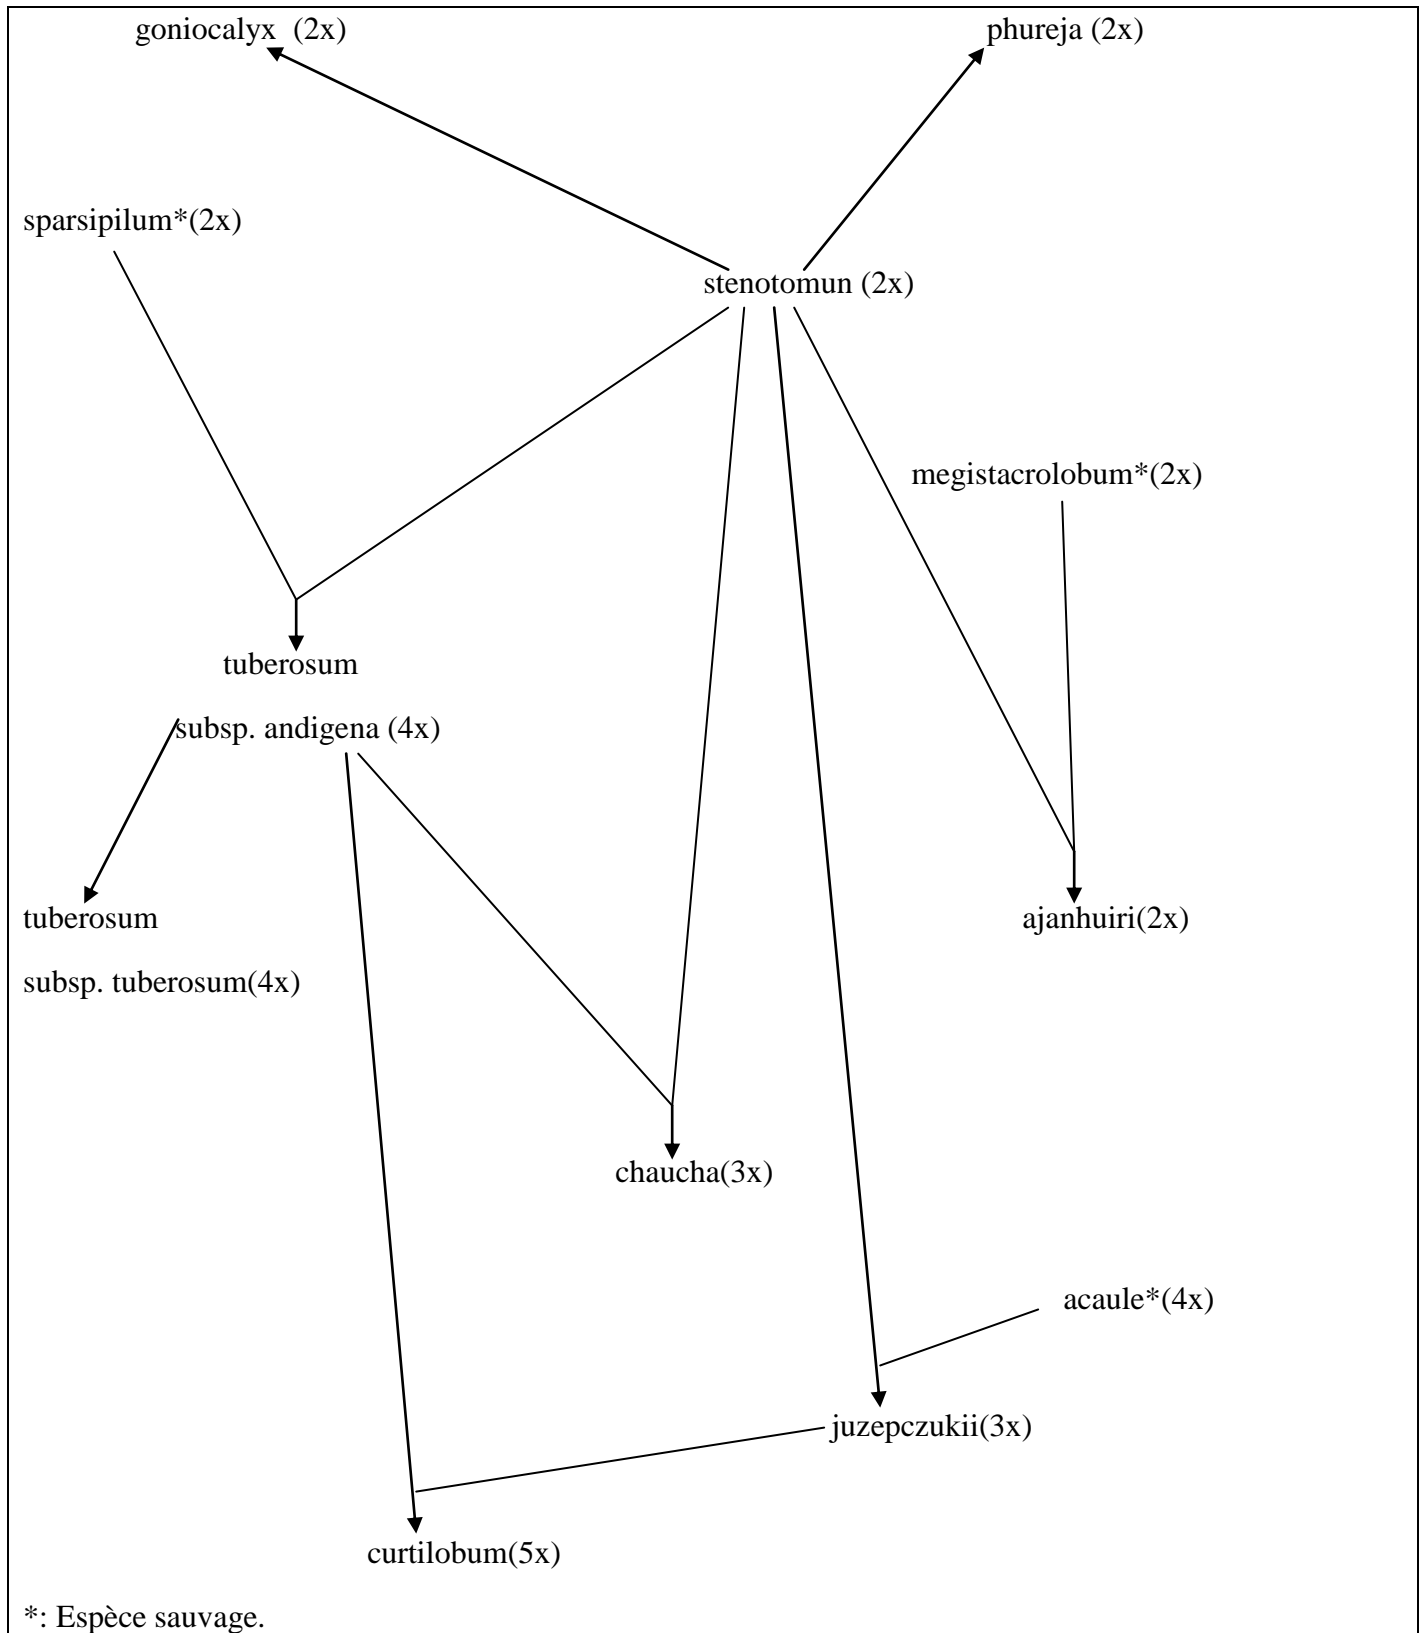 goniocalyx (2x)
phureja (2x)
sparsipilum*(2x)
stenotomun (2x)
megistacrolobum*(2x)
tuberosum
subsp. andigena (4x)
tuberosum
ajanhuiri(2x)
subsp. tuberosum(4x)
chaucha(3x)
acaule*(4x)
juzepczukii(3x)
curtilobum(5x)
*: Espèce sauvage.